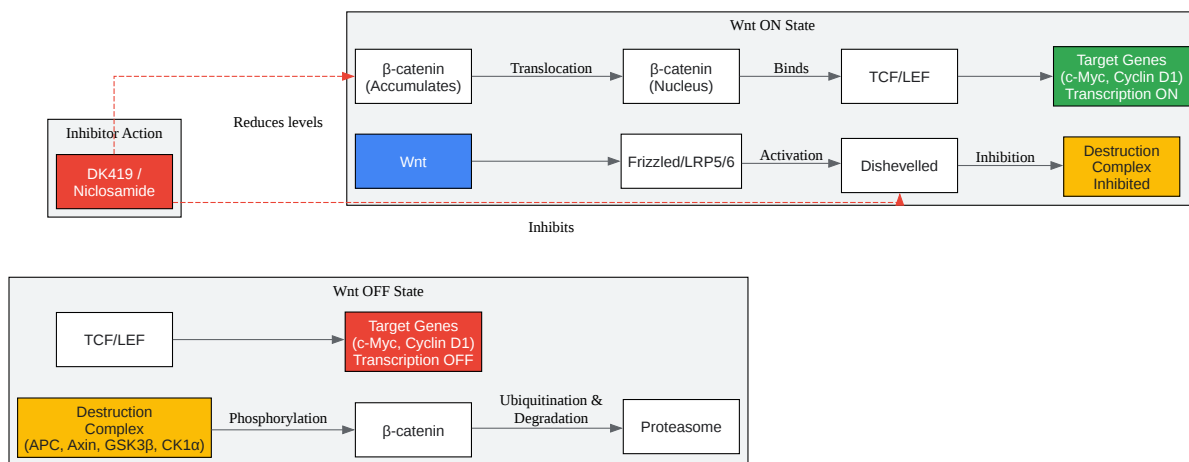 Wnt ON State
β-catenin
(Accumulates)
Translocation
β-catenin
(Nucleus)
Binds
TCF/LEF
Target Genes
(c-Myc, Cyclin D1)
Transcription ON
Reduces levels
Inhibitor Action
DK419 /
Niclosamide
Wnt
Frizzled/LRP5/6
Activation
Dishevelled
Inhibition
Destruction
Complex
Inhibited
Inhibits
Wnt OFF State
TCF/LEF
Target Genes
(c-Myc, Cyclin D1)
Transcription OFF
Destruction
Complex
(APC, Axin, GSK3β, CK1α)
Phosphorylation
β-catenin
Ubiquitination &
Degradation
Proteasome